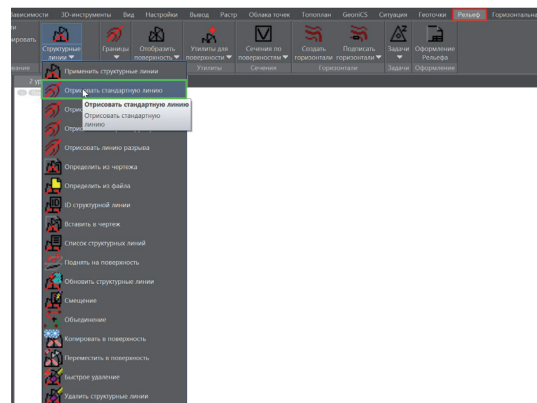 ависимости 3D-инструменты Вид Настройки Вывод Растр Облака точек Топоплан GeoniCS Ситуация Геоточки Рельеф Горизонтальн
Структурные линии
Границы
Отобразить поверхность
Утилиты для поверхности
Сечения по поверхностям
Создать горизонтали
Подписать горизонтали
Задачи
Оформление Рельефа
Утилиты Сечения Горизонтали Задачи Оформление
Применить структурные линии
Отрисовать стандартную линию
Отрисовать стандартную линию
Отрисовать стандартную
линию
Отрисовать линию разрыва
Определить из чертежа
Определить из файла
ID структурной линии
Вставить в чертеж
Список структурных линий
Поднять на поверхность
Обновить структурные линии
Смещение
Объединение
Копировать в поверхность
Переместить в поверхность
Быстрое удаление
Удалить структурные линии